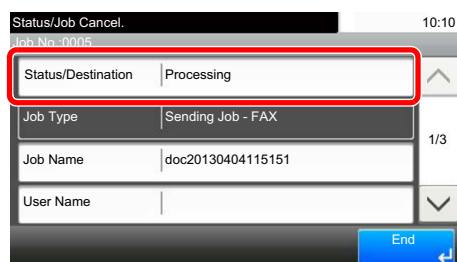 Status/Job Cancel. 10:10
Job No.:0005
Status/Destination Processing
Job Type Sending Job - FAX
1/3
Job Name doc20130404115151
User Name
End